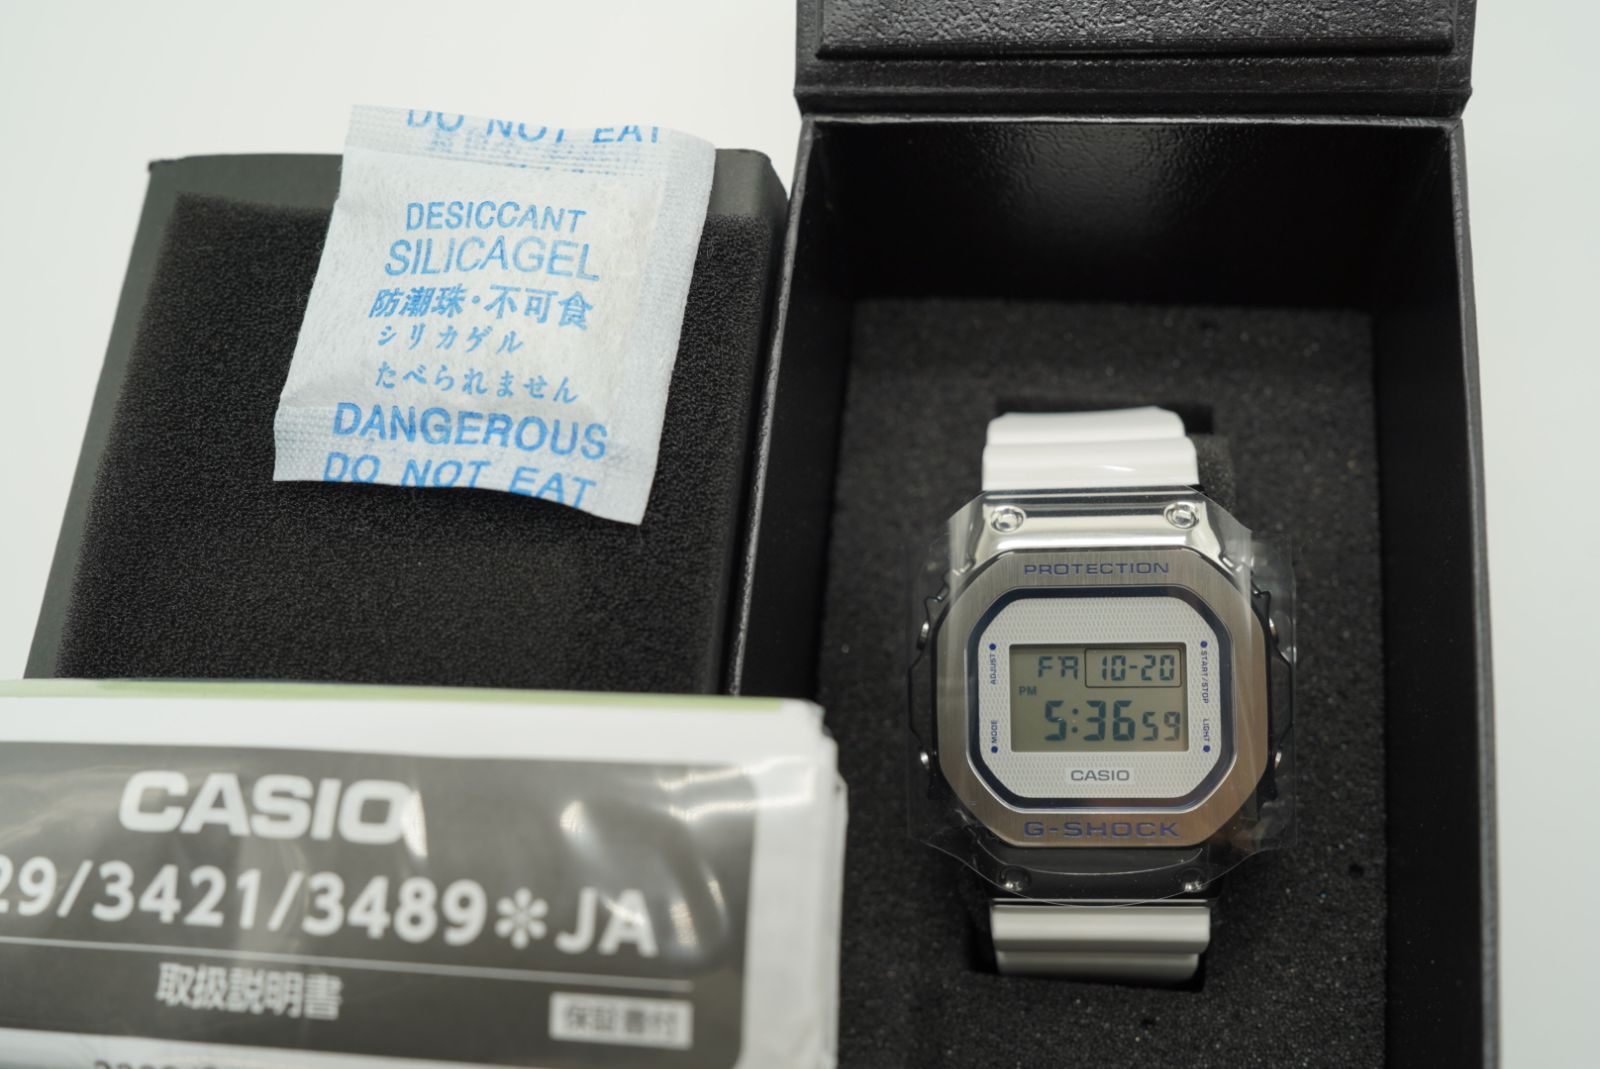 DO NOT EAT
DESICCANT
SILICAGEL
防潮珠・不可食
シリカゲル
たべられません
DANGEROUS
DO NOT EAT
CASIO
29/3421/3489✽JA
取扱説明書
保証書付
PROTECTION
ADJUST
START/STOP
FR 10-20
PM
5:36 59
MODE
LIGHT
CASIO
G-SHOCK